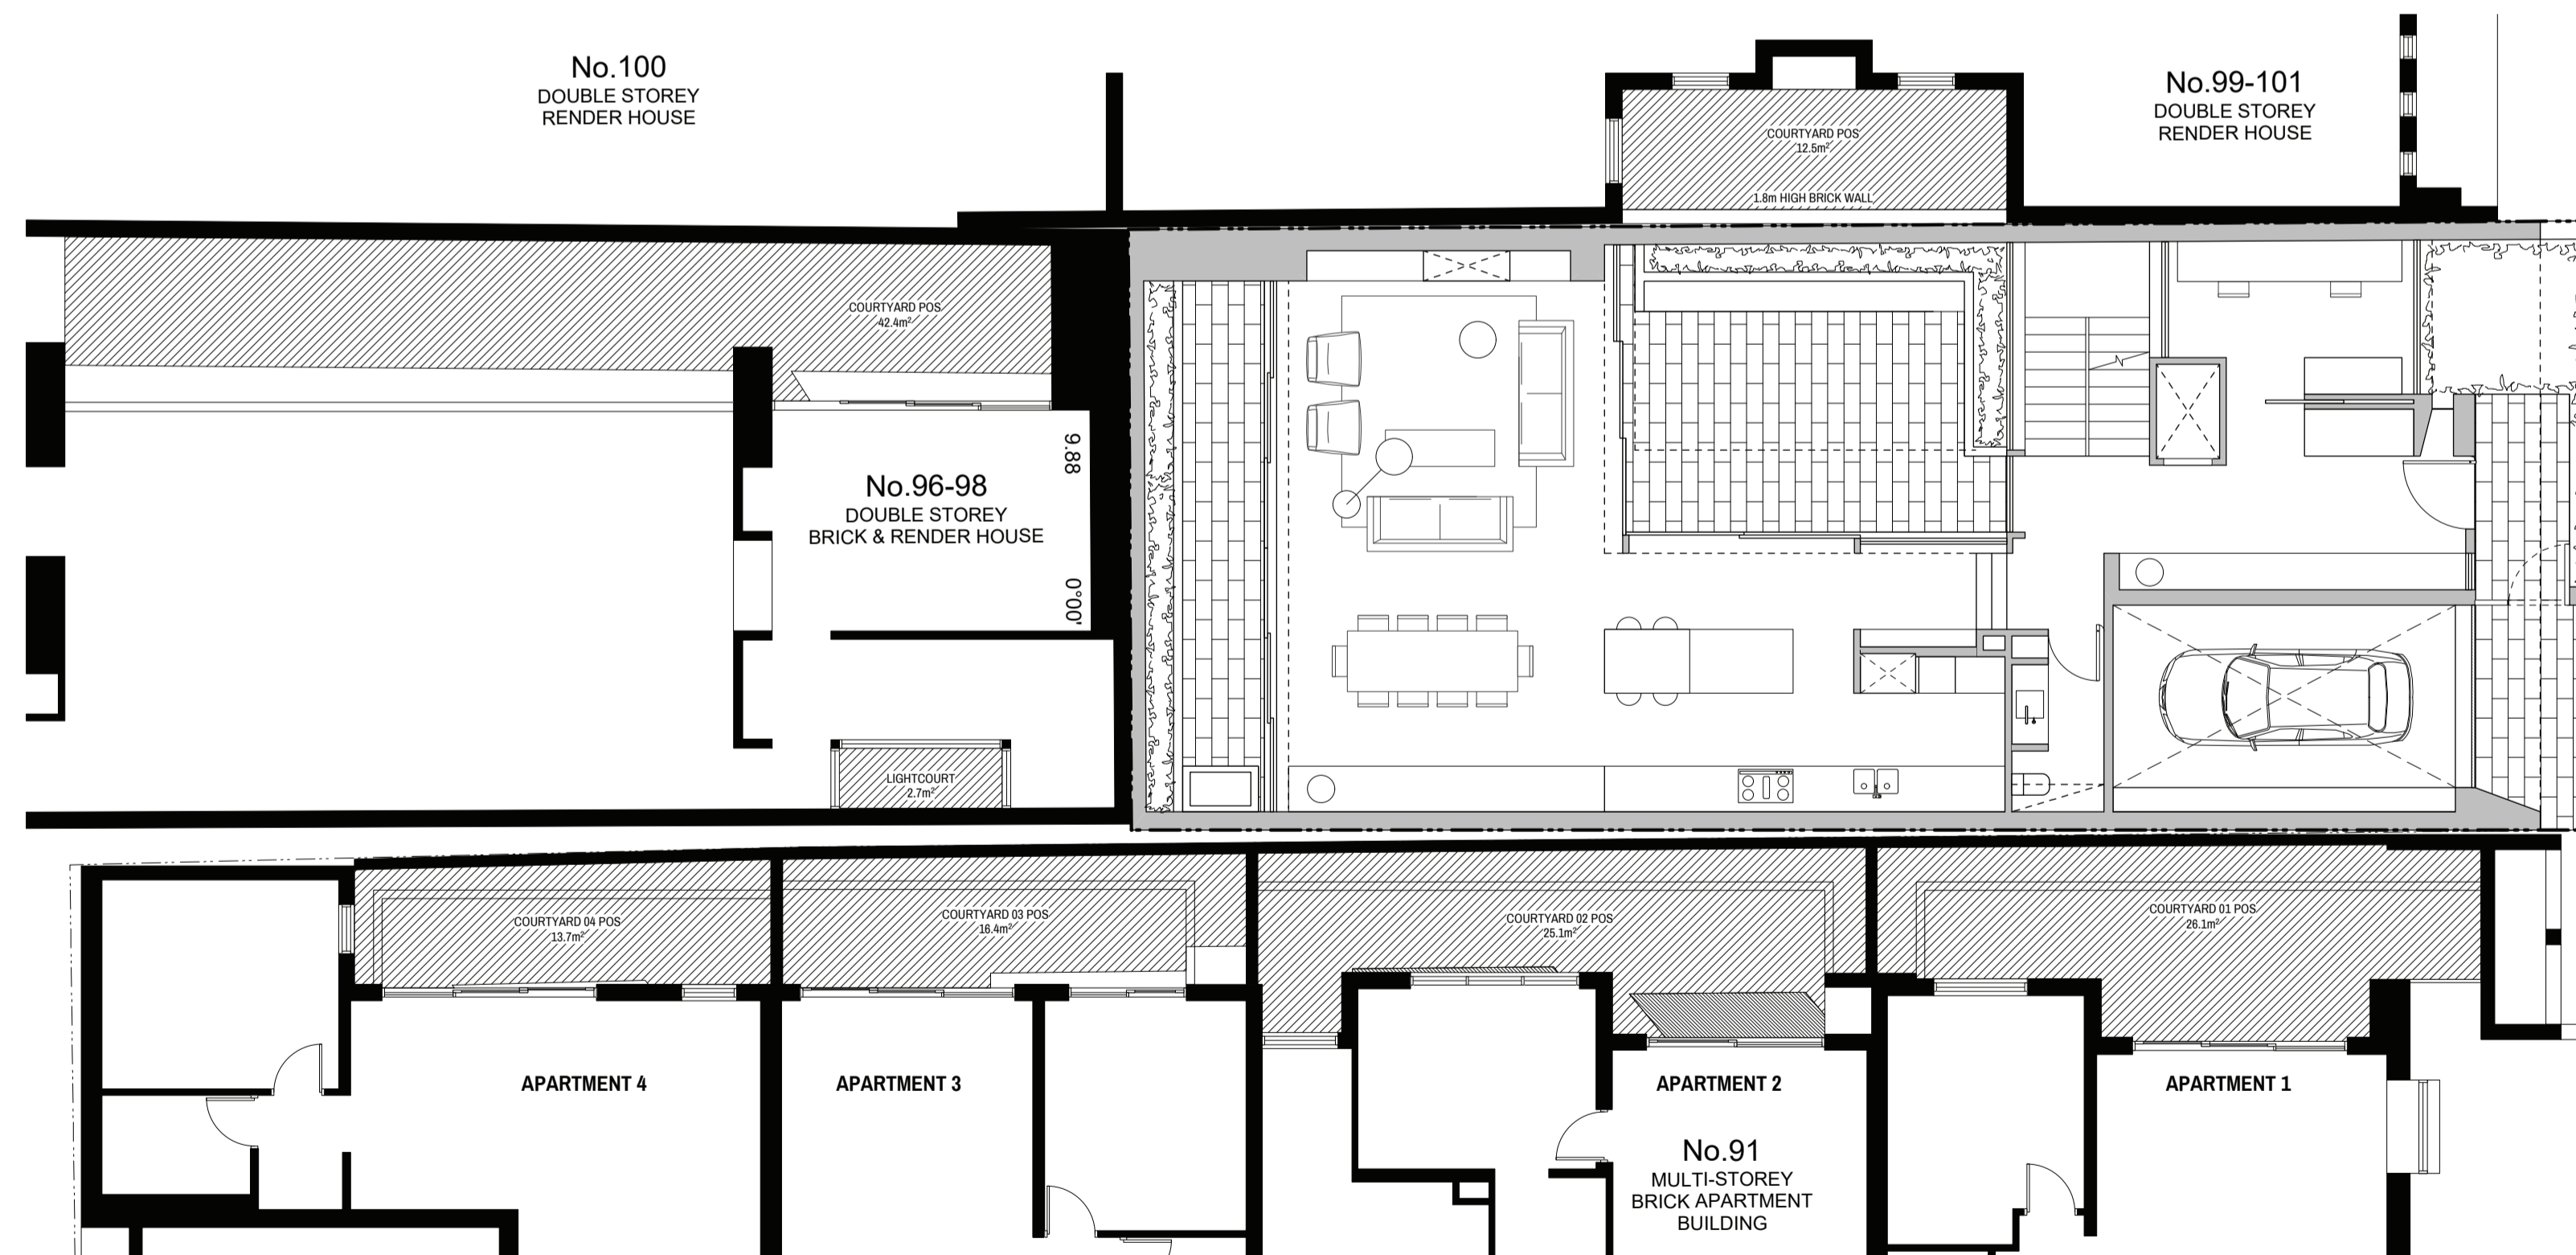 No.100
DOUBLE STOREY
RENDER HOUSE
No.99-101
DOUBLE STOREY
RENDER HOUSE
COURTYARD POS
12.5m²
1.8m HIGH BRICK WALL
COURTYARD POS
42.4m²
9.88
0°00'
No.96-98
DOUBLE STOREY
BRICK & RENDER HOUSE
LIGHTCOURT
2.7m²
COURTYARD 04 POS
13.7m²
COURTYARD 03 POS
16.4m²
COURTYARD 02 POS
25.1m²
COURTYARD 01 POS
26.1m²
APARTMENT 4
APARTMENT 3
APARTMENT 2
APARTMENT 1
No.91
MULTI-STOREY
BRICK APARTMENT
BUILDING